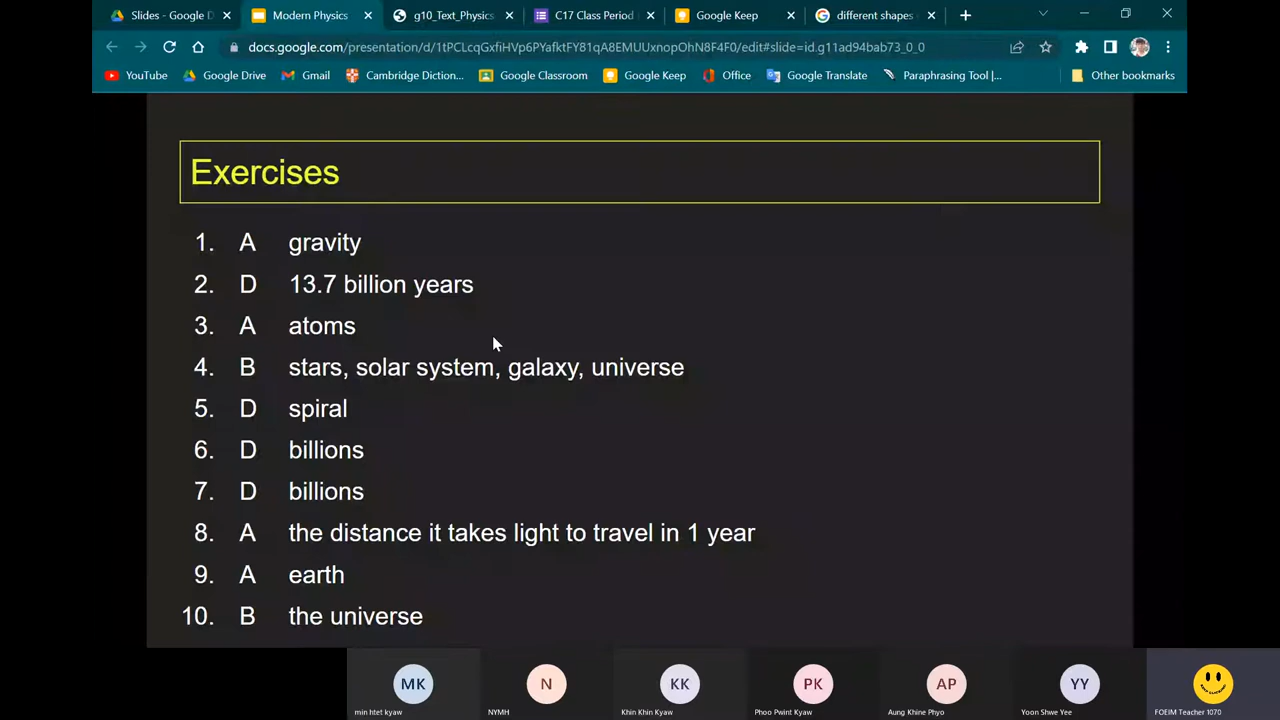 Slides - Google D
Modern Physics
g10_Text_Physics
C17 Class Period
Google Keep
different shapes
docs.google.com/presentation/d/1tPCLcqGxfiHVp6PYafktFY81qA8EMUUxnopOhN8F4F0/edit#slide=id.g11ad94bab73_0_0
YouTube
Google Drive
Gmail
Cambridge Diction...
Google Classroom
Google Keep
Office
Google Translate
Paraphrasing Tool |...
Other bookmarks
Exercises
1. A gravity
2. D 13.7 billion years
3. A atoms
4. B stars, solar system, galaxy, universe
5. D spiral
6. D billions
7. D billions
8. A the distance it takes light to travel in 1 year
9. A earth
10. B the universe
MK
N
KK
PK
AP
YY
min htet kyaw
NYMH
Khin Khin Kyaw
Phoo Pwint Kyaw
Aung Khine Phyo
Yoon Shwe Yee
FOEIM Teacher 1070